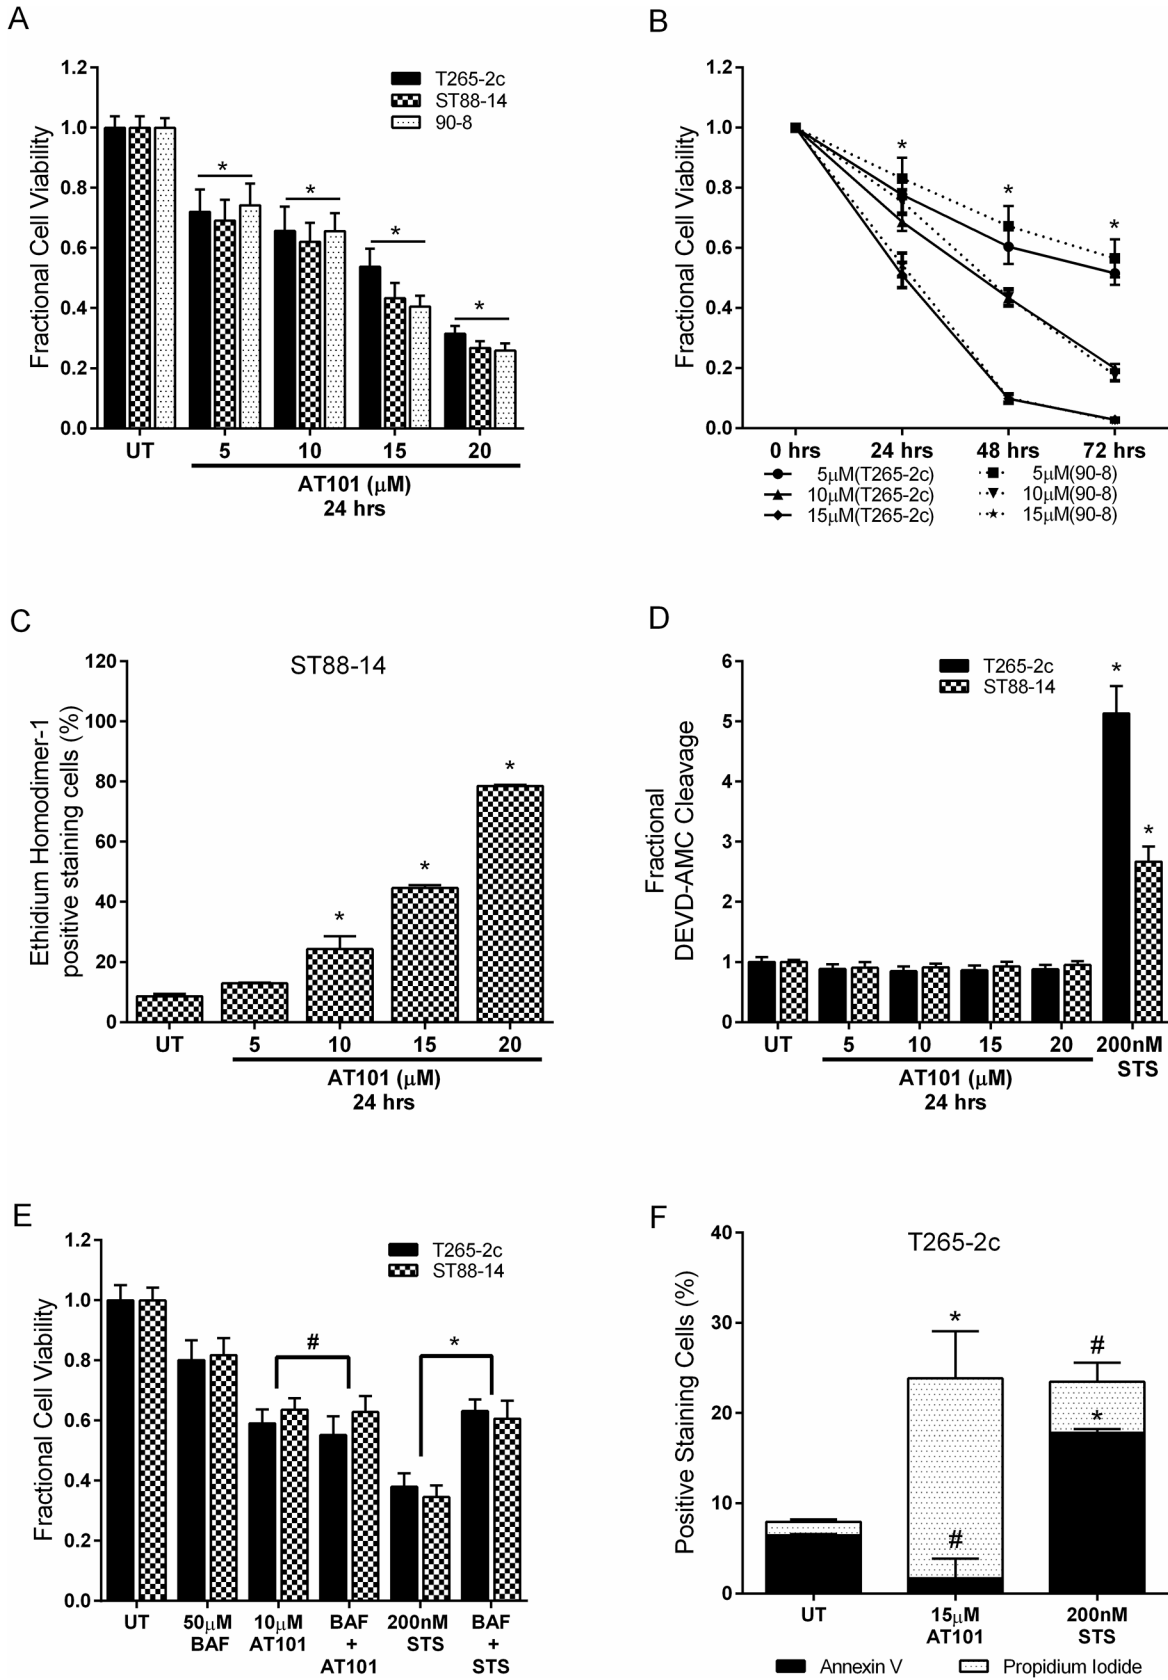 A
Fractional Cell Viability
1.2
1.0
0.8
0.6
0.4
0.2
0.0
T265-2c
ST88-14
90-8
*
*
*
*
UT
5
10
15
20
AT101 (μM)
24 hrs
B
Fractional Cell Viability
1.2
1.0
0.8
0.6
0.4
0.2
0.0
*
*
*
0 hrs
24 hrs
48 hrs
72 hrs
5μM(T265-2c)
10μM(T265-2c)
15μM(T265-2c)
5μM(90-8)
10μM(90-8)
15μM(90-8)
C
ST88-14
Ethidium Homodimer-1
positive staining cells (%)
120
100
80
60
40
20
0
*
*
*
UT
5
10
15
20
AT101 (μM)
24 hrs
D
Fractional
DEVD-AMC Cleavage
6
5
4
3
2
1
0
T265-2c
ST88-14
*
*
UT
5
10
15
20
200nM
STS
AT101 (μM)
24 hrs
E
Fractional Cell Viability
1.2
1.0
0.8
0.6
0.4
0.2
0.0
T265-2c
ST88-14
#
*
UT
50μM
BAF
10μM
AT101
BAF
+
AT101
200nM
STS
BAF
+
STS
F
T265-2c
Positive Staining Cells (%)
40
30
20
10
0
*
#
#
*
UT
15μM
AT101
200nM
STS
Annexin V
Propidium Iodide